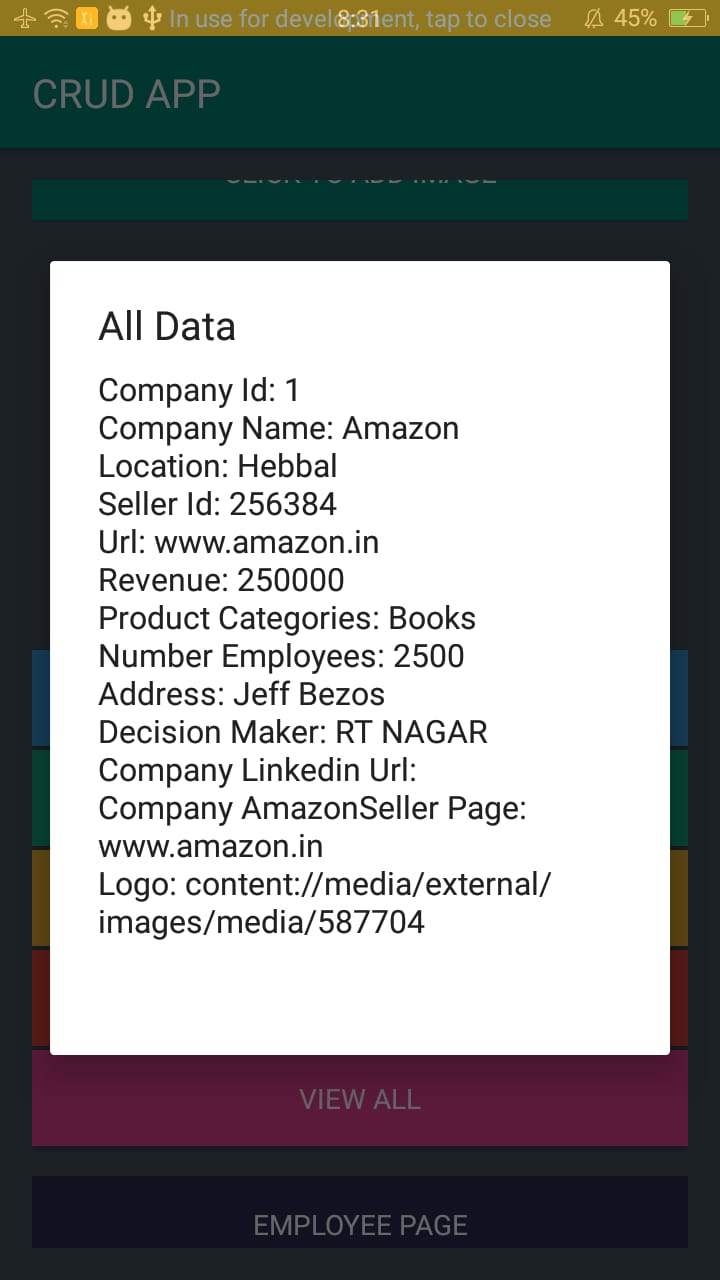 In use for development, tap to close 8:31 45%
CRUD APP
CLICK TO ADD IMAGE
All Data
Company Id: 1
Company Name: Amazon
Location: Hebbal
Seller Id: 256384
Url: www.amazon.in
Revenue: 250000
Product Categories: Books
Number Employees: 2500
Address: Jeff Bezos
Decision Maker: RT NAGAR
Company Linkedin Url:
Company AmazonSeller Page:
www.amazon.in
Logo: content://media/external/
images/media/587704
VIEW ALL
EMPLOYEE PAGE